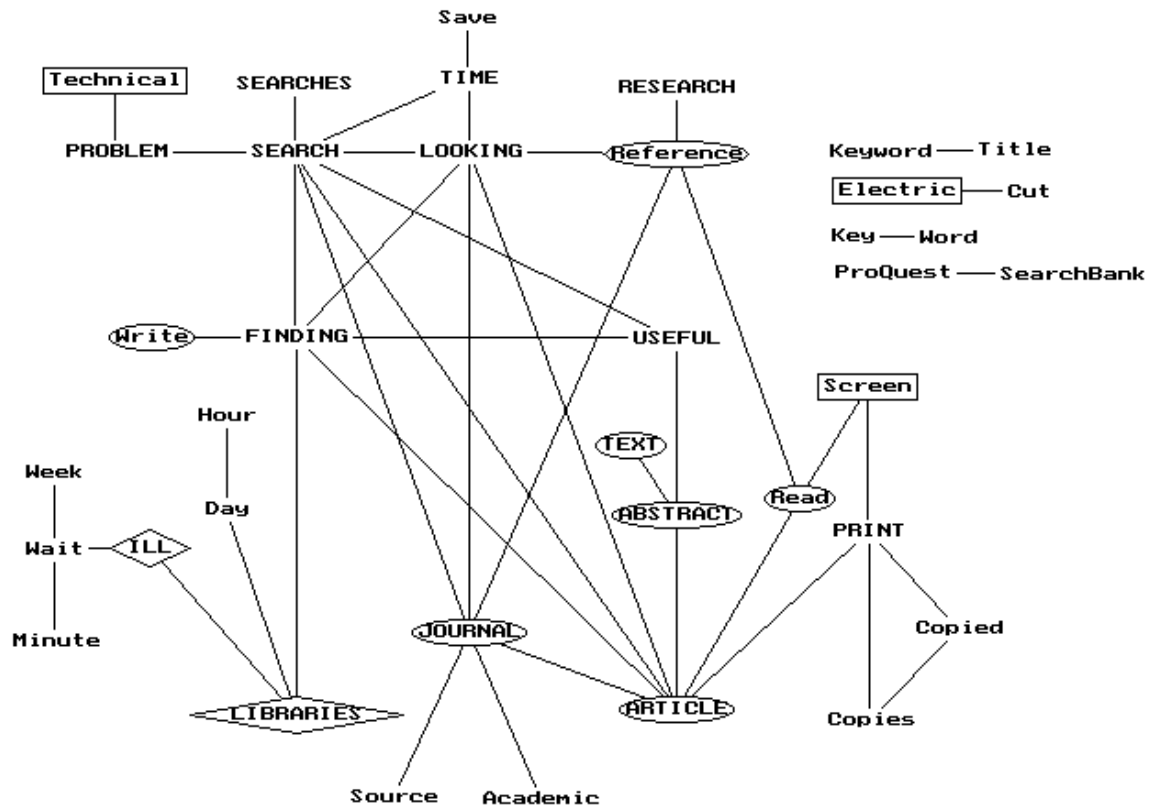 Save
Technical
SEARCHES
TIME
RESEARCH
PROBLEM
SEARCH
LOOKING
Reference
Keyword
Title
Electric
Cut
Key
Word
ProQuest
SearchBank
Write
FINDING
USEFUL
Screen
Hour
TEXT
Week
Day
ABSTRACT
Read
PRINT
Wait
ILL
Minute
JOURNAL
Copied
LIBRARIES
ARTICLE
Copies
Source
Academic